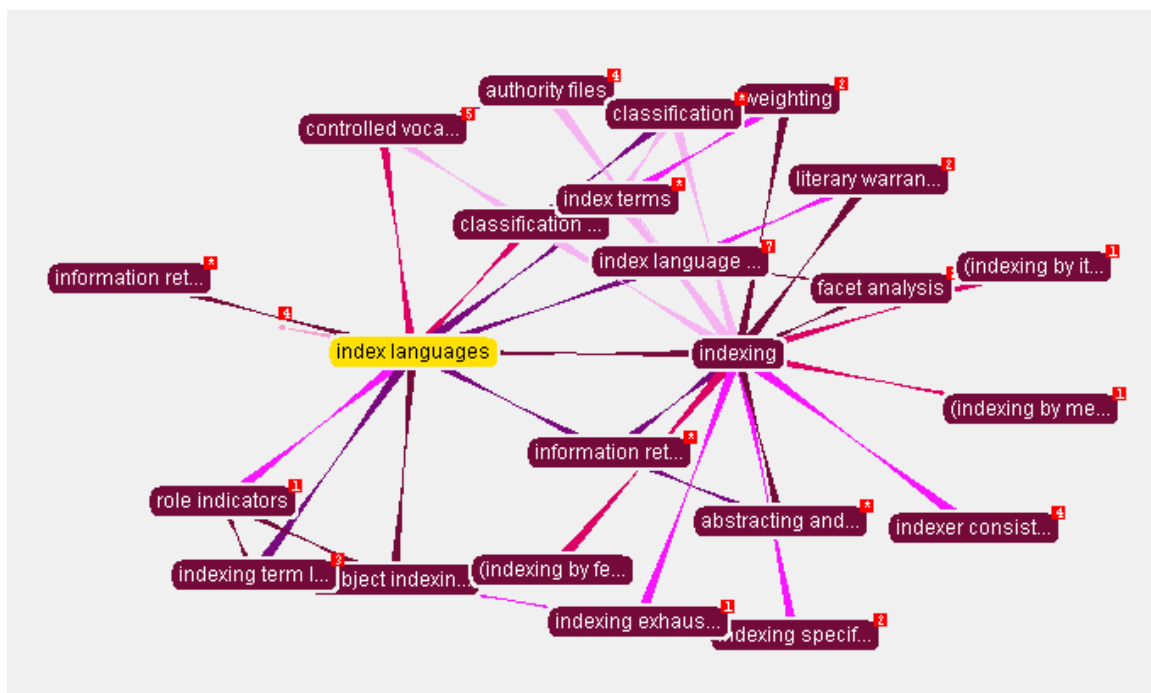 authority files 4
classification *
weighting 2
controlled voca... 5
literary warran... 2
index terms *
classification ...
index language ... 7
(indexing by it... 1
information ret... *
facet analysis
4
index languages
indexing
(indexing by me... 1
information ret... *
role indicators 1
abstracting and... *
indexer consist... 4
indexing term l... 3
bject indexin...
(indexing by fe...
indexing exhaus... 1
indexing specif... 2